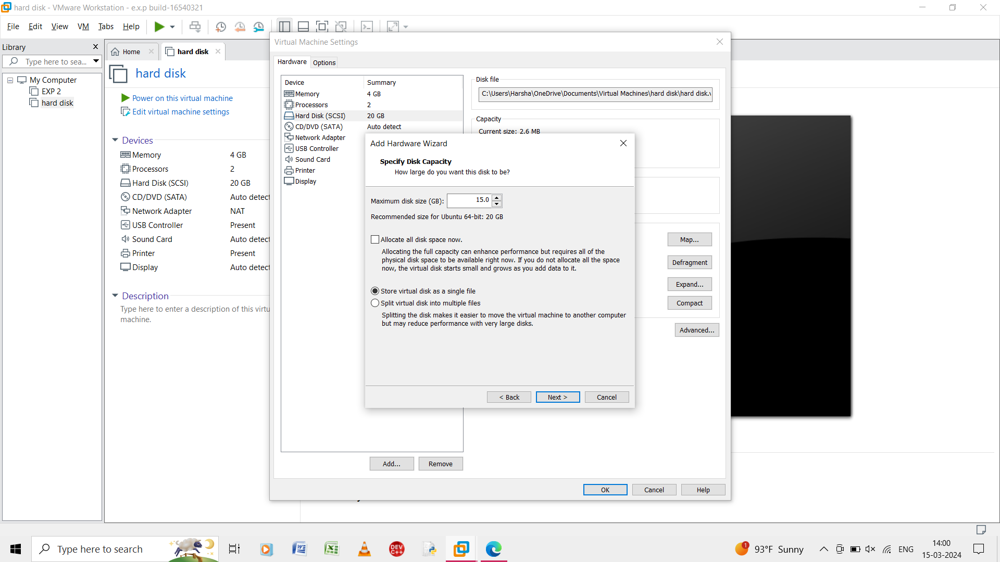 hard disk - VMware Workstation - e.x.p build-16540321
File Edit View VM Tabs Help
Library
Type here to sea...
My Computer
EXP 2
hard disk
Home
hard disk
hard disk
Power on this virtual machine
Edit virtual machine settings
Devices
Memory 4 GB
Processors 2
Hard Disk (SCSI) 20 GB
CD/DVD (SATA) Auto detect
Network Adapter NAT
USB Controller Present
Sound Card Auto detect
Printer Present
Display Auto detect
Description
Type here to enter a description of this virtu
machine.
Virtual Machine Settings
Hardware Options
Device Summary
Memory 4 GB
Processors 2
Hard Disk (SCSI) 20 GB
CD/DVD (SATA) Auto detect
Network Adapter
USB Controller
Sound Card
Printer
Display
Add... Remove
Disk file
C:\Users\Harsha\OneDrive\Documents\Virtual Machines\hard disk\hard disk.v
Capacity
Current size: 2.6 MB
Map...
Defragment
Expand...
Compact
Advanced...
OK Cancel Help
Add Hardware Wizard
Specify Disk Capacity
How large do you want this disk to be?
Maximum disk size (GB): 15.0
Recommended size for Ubuntu 64-bit: 20 GB
Allocate all disk space now.
Allocating the full capacity can enhance performance but requires all of the
physical disk space to be available right now. If you do not allocate all the space
now, the virtual disk starts small and grows as you add data to it.
Store virtual disk as a single file
Split virtual disk into multiple files
Splitting the disk makes it easier to move the virtual machine to another computer
but may reduce performance with very large disks.
< Back Next > Cancel
Type here to search
DEV
C++
1
93°F Sunny
ENG
14:00
15-03-2024